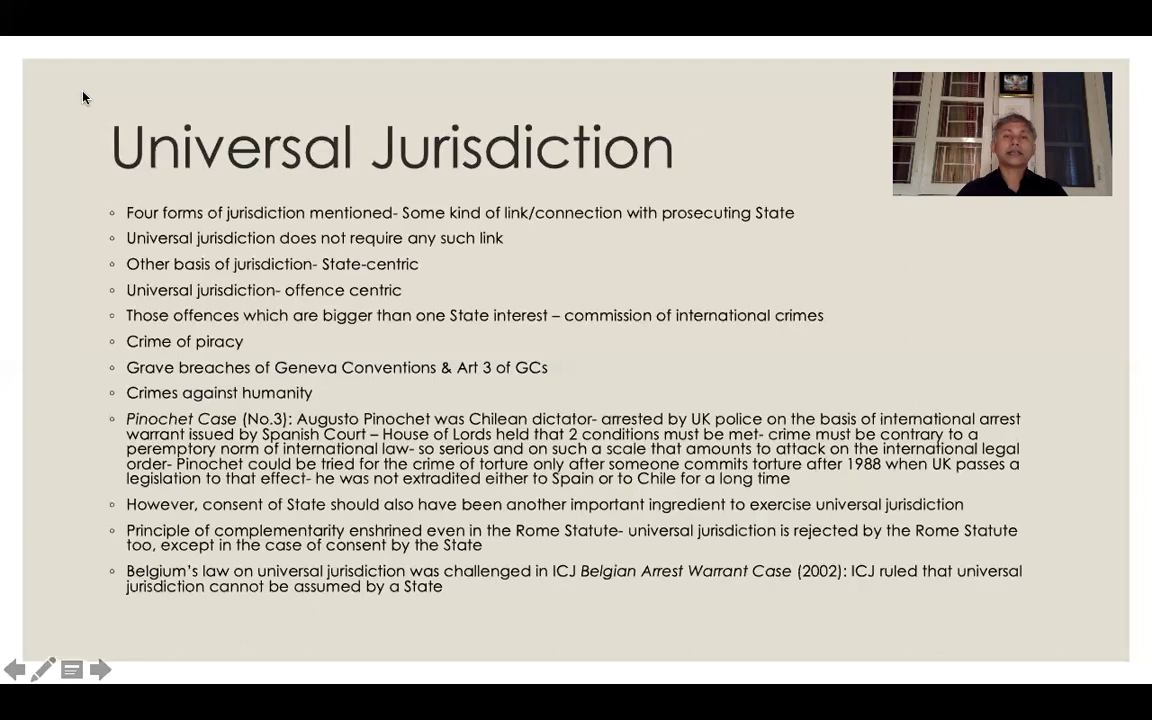 Universal Jurisdiction
◦ Four forms of jurisdiction mentioned- Some kind of link/connection with prosecuting State
◦ Universal jurisdiction does not require any such link
◦ Other basis of jurisdiction- State-centric
◦ Universal jurisdiction- offence centric
◦ Those offences which are bigger than one State interest – commission of international crimes
◦ Crime of piracy
◦ Grave breaches of Geneva Conventions & Art 3 of GCs
◦ Crimes against humanity
◦ Pinochet Case (No.3): Augusto Pinochet was Chilean dictator- arrested by UK police on the basis of international arrest
warrant issued by Spanish Court – House of Lords held that 2 conditions must be met- crime must be contrary to a
peremptory norm of international law- so serious and on such a scale that amounts to attack on the international legal
order- Pinochet could be tried for the crime of torture only after someone commits torture after 1988 when UK passes a
legislation to that effect- he was not extradited either to Spain or to Chile for a long time
◦ However, consent of State should also have been another important ingredient to exercise universal jurisdiction
◦ Principle of complementarity enshrined even in the Rome Statute- universal jurisdiction is rejected by the Rome Statute
too, except in the case of consent by the State
◦ Belgium’s law on universal jurisdiction was challenged in ICJ Belgian Arrest Warrant Case (2002): ICJ ruled that universal
jurisdiction cannot be assumed by a State